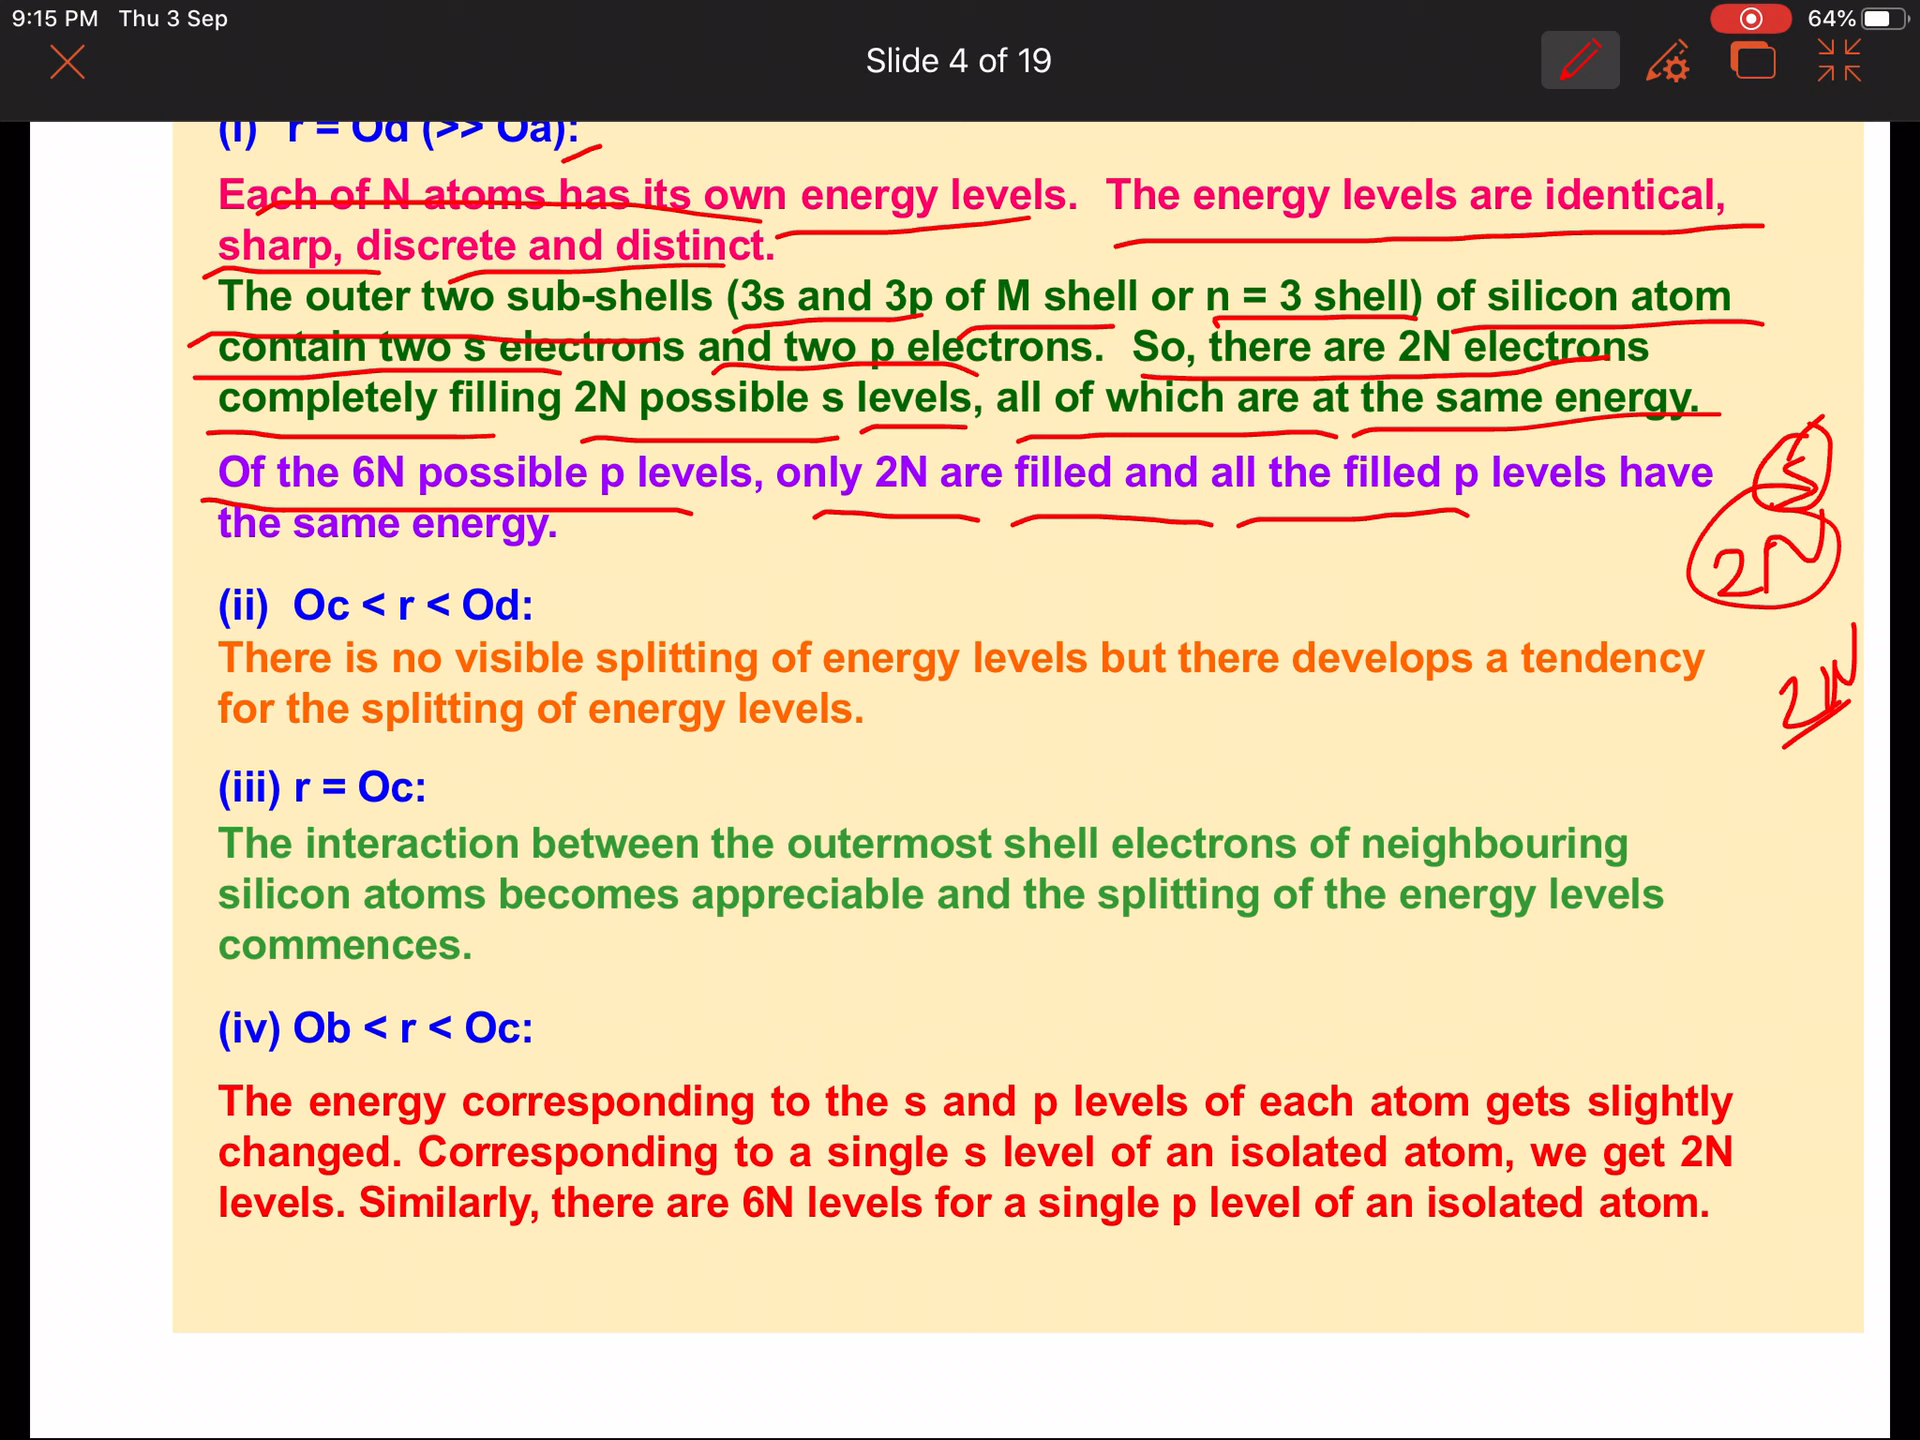 9:15 PM Thu 3 Sep
64%
Slide 4 of 19
(i) r = Od (>> Oa):
Each of N atoms has its own energy levels. The energy levels are identical,
sharp, discrete and distinct.
The outer two sub-shells (3s and 3p of M shell or n = 3 shell) of silicon atom
contain two s electrons and two p electrons. So, there are 2N electrons
completely filling 2N possible s levels, all of which are at the same energy.
Of the 6N possible p levels, only 2N are filled and all the filled p levels have
the same energy.
S
2N
2N
(ii) Oc < r < Od:
There is no visible splitting of energy levels but there develops a tendency
for the splitting of energy levels.
(iii) r = Oc:
The interaction between the outermost shell electrons of neighbouring
silicon atoms becomes appreciable and the splitting of the energy levels
commences.
(iv) Ob < r < Oc:
The energy corresponding to the s and p levels of each atom gets slightly
changed. Corresponding to a single s level of an isolated atom, we get 2N
levels. Similarly, there are 6N levels for a single p level of an isolated atom.